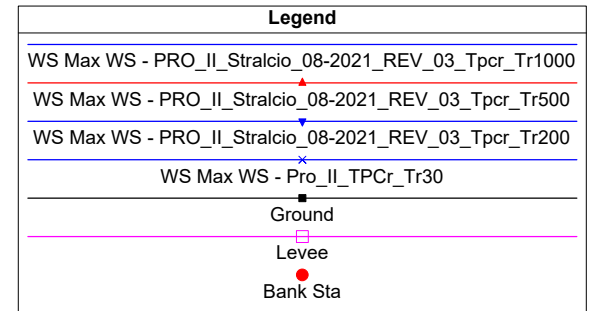 Legend
WS Max WS - PRO_II_Stralcio_08-2021_REV_03_Tpcr_Tr1000
WS Max WS - PRO_II_Stralcio_08-2021_REV_03_Tpcr_Tr500
WS Max WS - PRO_II_Stralcio_08-2021_REV_03_Tpcr_Tr200
WS Max WS - Pro_II_TPCr_Tr30
Ground
Levee
Bank Sta